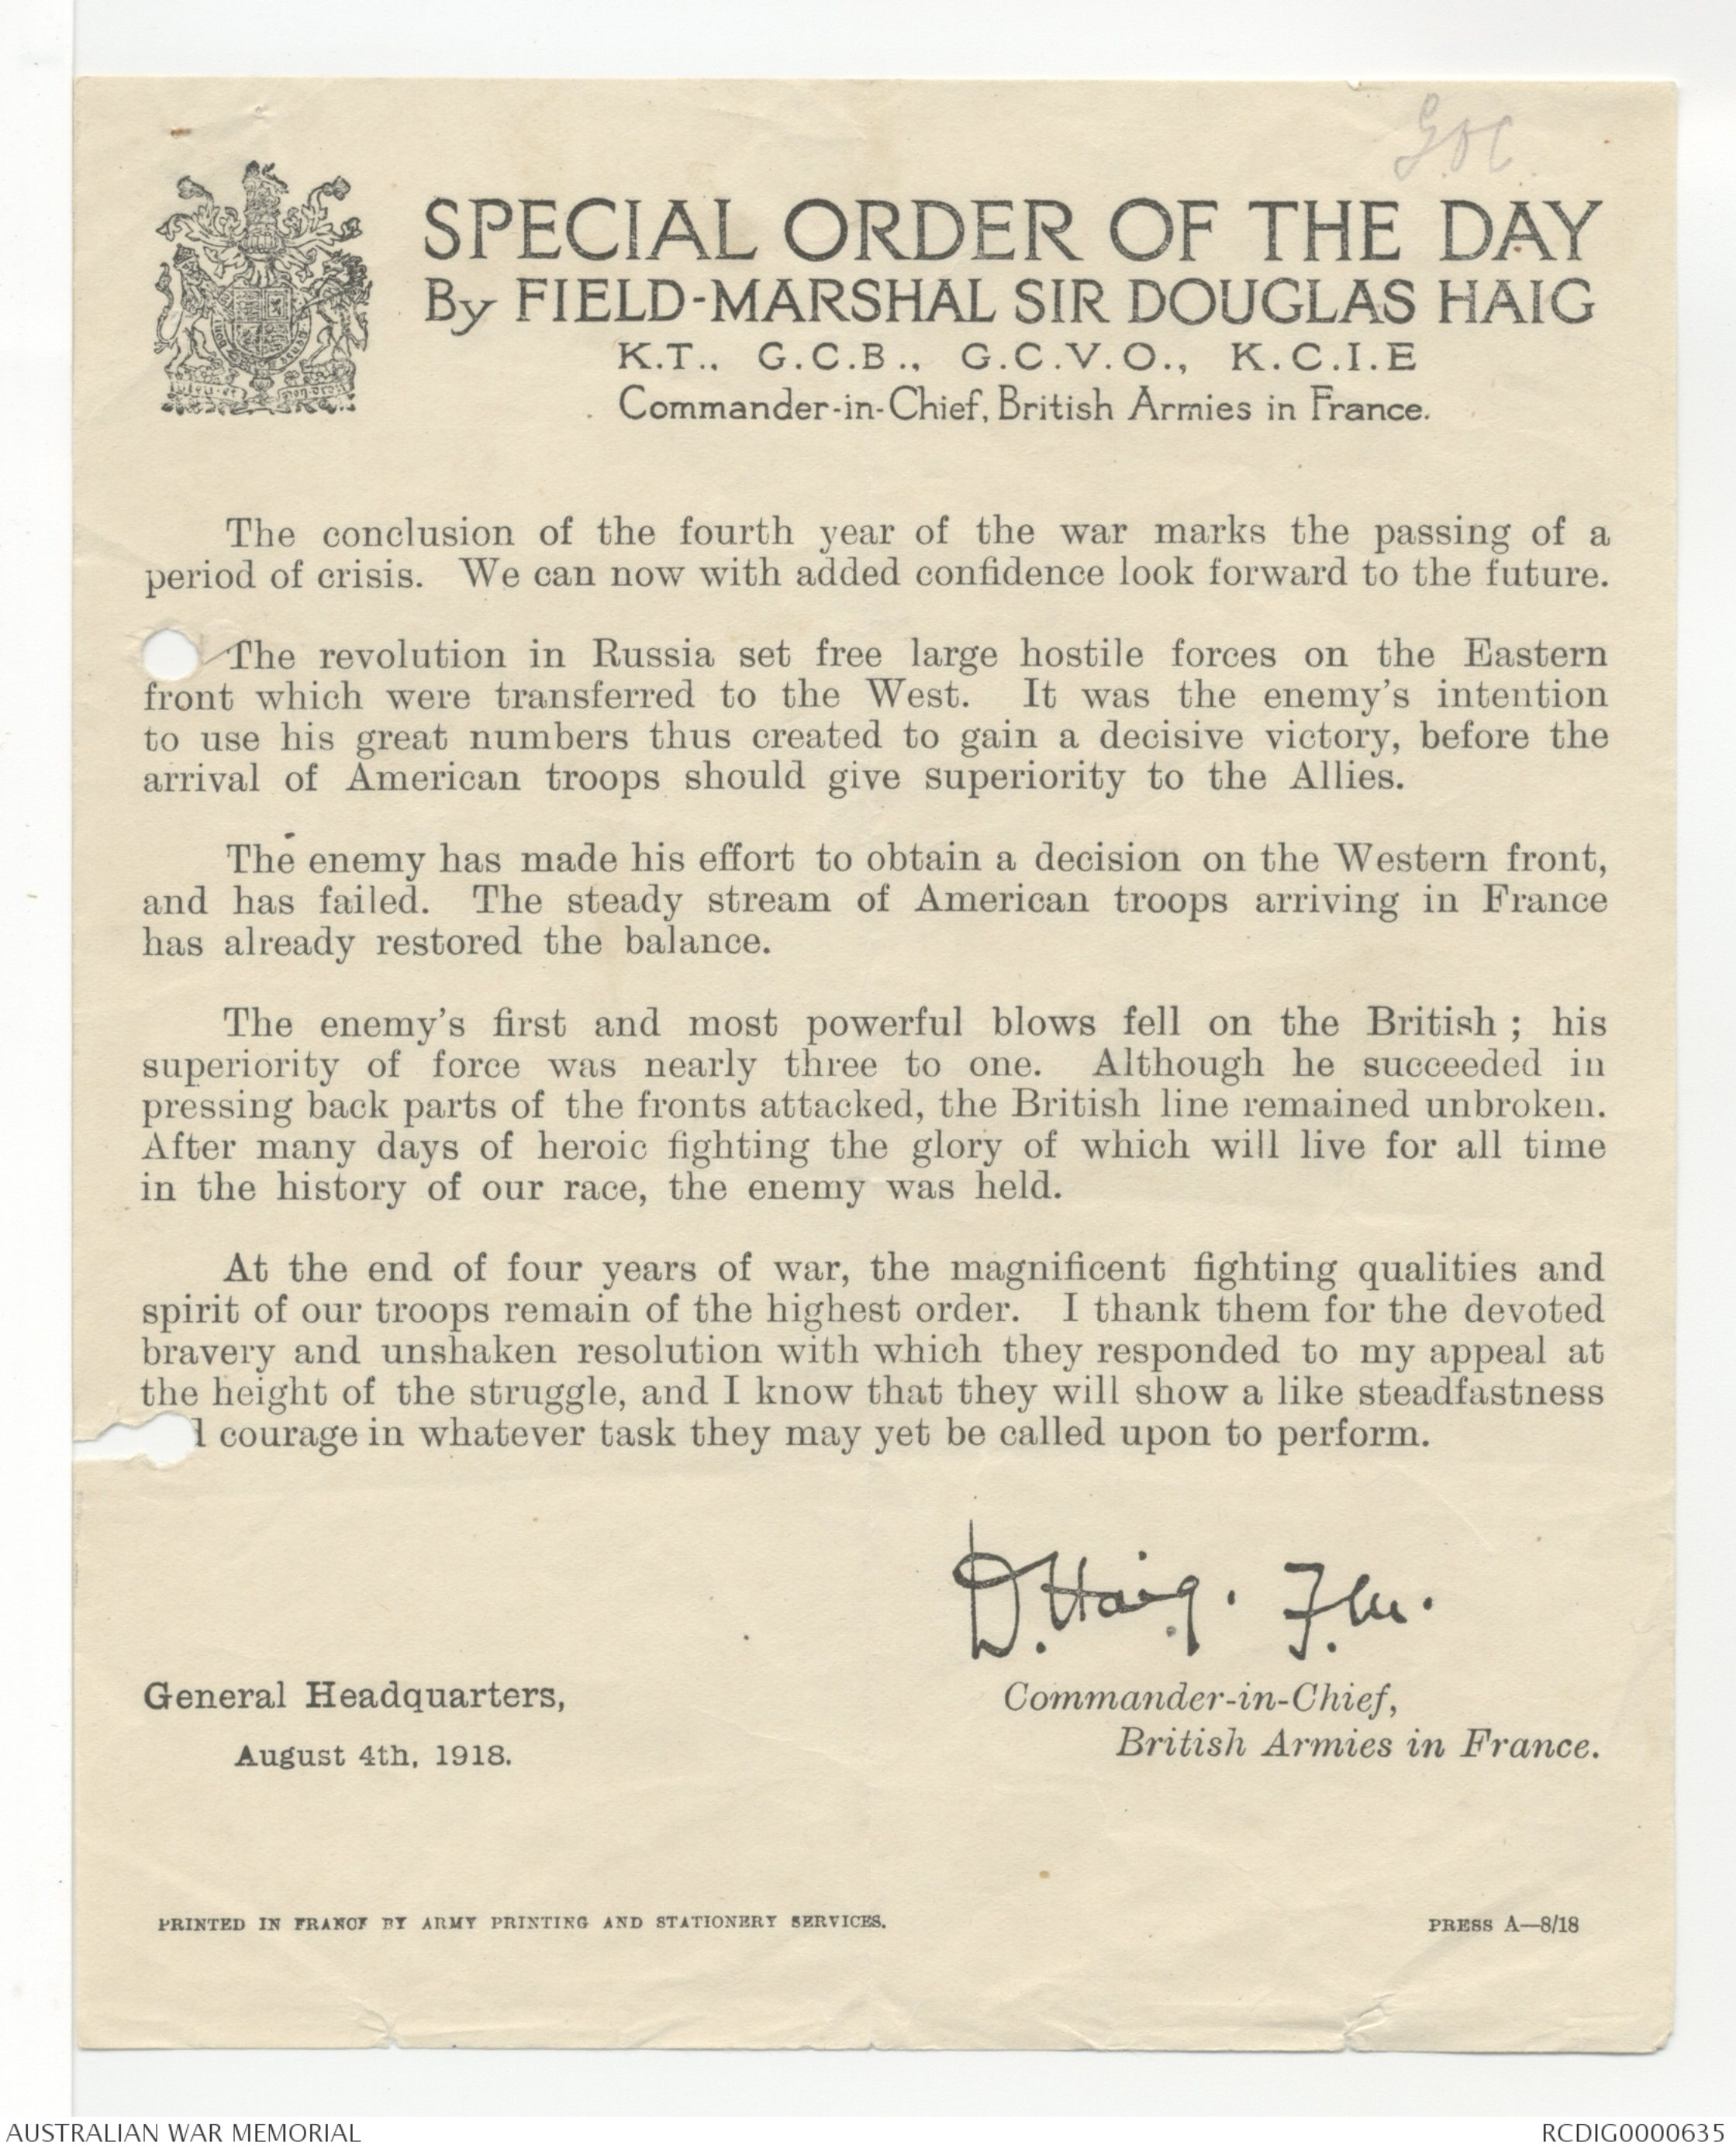 G.O.C.
SPECIAL ORDER OF THE DAY
By FIELD-MARSHAL SIR DOUGLAS HAIG
K.T., G.C.B., G.C.V.O., K.C.I.E
Commander-in-Chief, British Armies in France.
The conclusion of the fourth year of the war marks the passing of a
period of crisis. We can now with added confidence look forward to the future.
The revolution in Russia set free large hostile forces on the Eastern
front which were transferred to the West. It was the enemy's intention
to use his great numbers thus created to gain a decisive victory, before the
arrival of American troops should give superiority to the Allies.
The enemy has made his effort to obtain a decision on the Western front,
and has failed. The steady stream of American troops arriving in France
has already restored the balance.
The enemy's first and most powerful blows fell on the British ; his
superiority of force was nearly three to one. Although he succeeded in
pressing back parts of the fronts attacked, the British line remained unbroken.
After many days of heroic fighting the glory of which will live for all time
in the history of our race, the enemy was held.
At the end of four years of war, the magnificent fighting qualities and
spirit of our troops remain of the highest order. I thank them for the devoted
bravery and unshaken resolution with which they responded to my appeal at
the height of the struggle, and I know that they will show a like steadfastness
courage in whatever task they may yet be called upon to perform.
D. Haig. F.M.
General Headquarters,
Commander-in-Chief,
British Armies in France.
August 4th, 1918.
PRINTED IN FRANCE BY ARMY PRINTING AND STATIONERY SERVICES.
PRESS A—8/18
AUSTRALIAN WAR MEMORIAL
RCDIG0000635